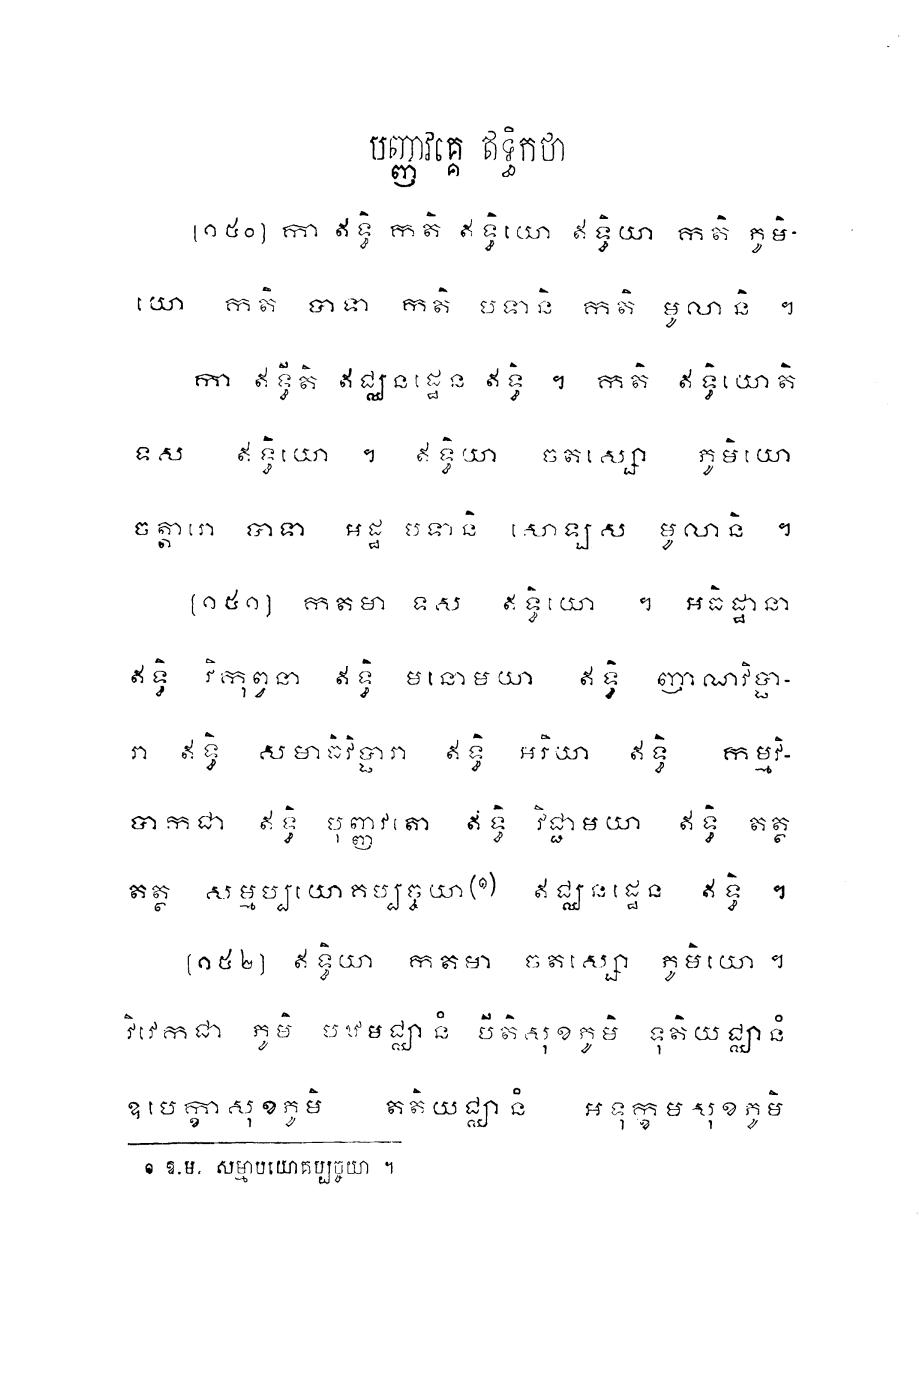 បញ្ញាវគ្គេ ឥទ្ធិកថា
(១៥០) កា ឥទ្ធិ កតិ ឥទ្ធិយោ ឥទ្ធិយា កតិ ភូមិ-
យោ កតិ បាទា កតិ បទានិ កតិ មូលានិ ។
កា ឥទ្ធីតិ ឥជ្ឈនដ្ឋេន ឥទ្ធិ ។ កតិ ឥទ្ធិយោតិ
ទស ឥទ្ធិយោ ។ ឥទ្ធិយា ចតស្សោ ភូមិយោ
ចត្តារោ បាទា អដ្ឋ បទានិ សោឡស មូលានិ ។
(១៥១) កតមា ទស ឥទ្ធិយោ ។ អធិដ្ឋានា
ឥទ្ធិ វិកុព្វនា ឥទ្ធិ មនោមយា ឥទ្ធិ ញាណវិប្ផា-
រា ឥទ្ធិ សមាធិវិប្ផារា ឥទ្ធិ អរិយា ឥទ្ធិ កម្មវិ-
បាកជា ឥទ្ធិ បុញ្ញវតោ ឥទ្ធិ វិជ្ជាមយា ឥទ្ធិ តត្ថ
តត្ថ សម្មប្បយោគប្បច្ចយា(១) ឥជ្ឈនដ្ឋេន ឥទ្ធិ ។
(១៥២) ឥទ្ធិយា កតមា ចតស្សោ ភូមិយោ ។
វិវេកជា ភូមិ បឋមជ្ឈានំ បីតិសុខភូមិ ទុតិយជ្ឈានំ
ឧបេក្ខាសុខភូមិ តតិយជ្ឈានំ អទុក្ខមសុខភូមិ
១ ឱ.ម. សម្មាបយោគប្បច្ចយា ។